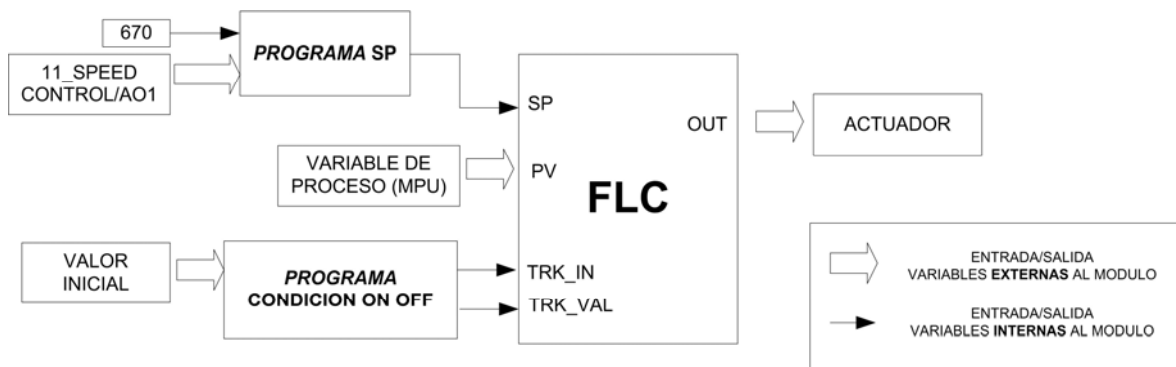 670
11_SPEED
CONTROL/AO1
PROGRAMA SP
SP
OUT
ACTUADOR
VARIABLE DE
PROCESO (MPU)
PV
FLC
VALOR
INICIAL
PROGRAMA
CONDICION ON OFF
TRK_IN
TRK_VAL
ENTRADA/SALIDA
VARIABLES EXTERNAS AL MODULO
ENTRADA/SALIDA
VARIABLES INTERNAS AL MODULO